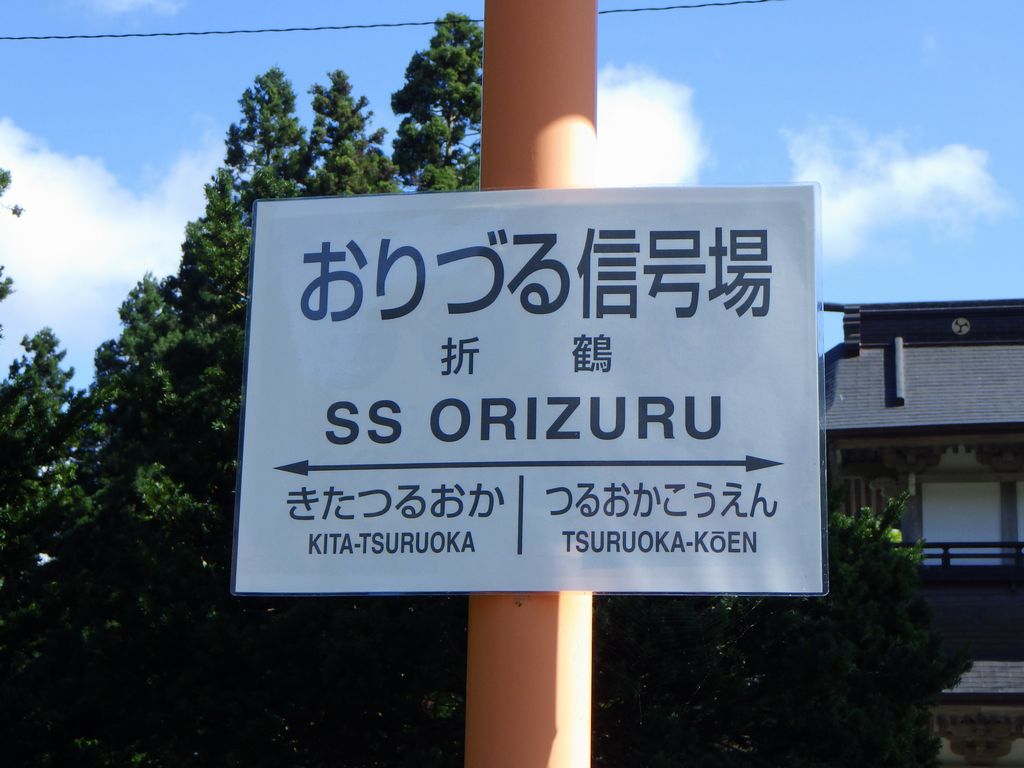 おりづる信号場
折鶴
SS ORIZURU
きたつるおか つるおかこうえん
KITA-TSURUOKA TSURUOKA-KōEN